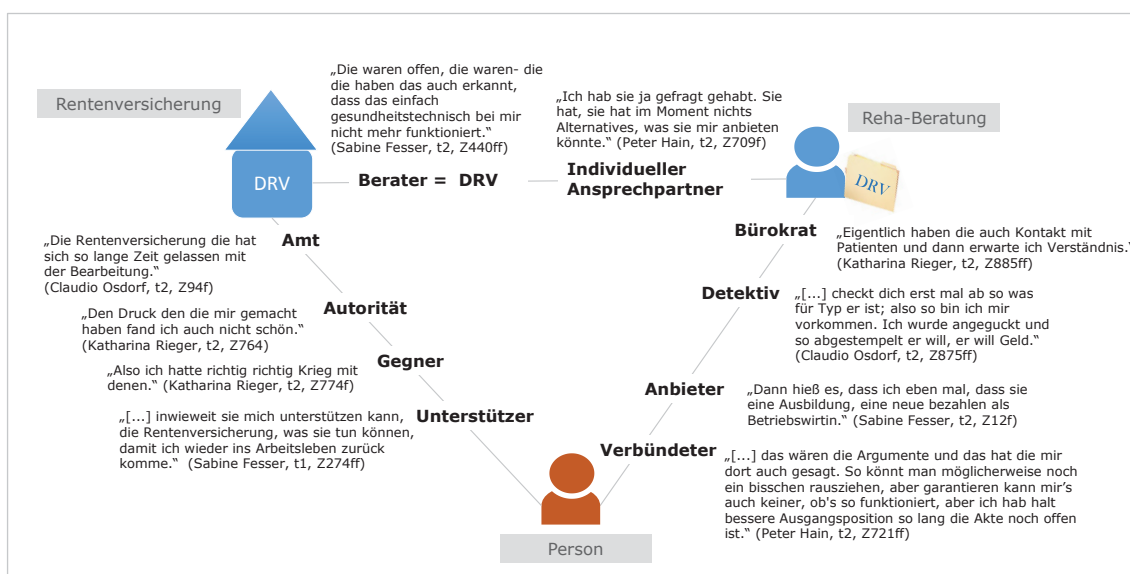 Rentenversicherung
„Die waren offen, die waren- die
die haben das auch erkannt,
dass das einfach
gesundheitstechnisch bei mir
nicht mehr funktioniert.“
(Sabine Fesser, t2, Z440ff)
„Ich hab sie ja gefragt gehabt. Sie
hat, sie hat im Moment nichts
Alternatives, was sie mir anbieten
könnte.“ (Peter Hain, t2, Z709f)
Reha-Beratung
DRV
Berater = DRV
Individueller
Ansprechpartner
DRV
Amt
„Die Rentenversicherung die hat
sich so lange Zeit gelassen mit
der Bearbeitung.“
(Claudio Osdorf, t2, Z94f)
Autorität
„Den Druck den die mir gemacht
haben fand ich auch nicht schön.“
(Katharina Rieger, t2, Z764)
Gegner
„Also ich hatte richtig richtig Krieg mit
denen.“ (Katharina Rieger, t2, Z774f)
Unterstützer
„[...] inwieweit sie mich unterstützen kann,
die Rentenversicherung, was sie tun können,
damit ich wieder ins Arbeitsleben zurück
komme.“ (Sabine Fesser, t1, Z274ff)
Bürokrat
„Eigentlich haben die auch Kontakt mit
Patienten und dann erwarte ich Verständnis.“
(Katharina Rieger, t2, Z885ff)
Detektiv
„[...] checkt dich erst mal ab so was
für Typ er ist; also so bin ich mir
vorkommen. Ich wurde angeguckt und
so abgestempelt er will, er will Geld.“
(Claudio Osdorf, t2, Z875ff)
Anbieter
„Dann hieß es, dass ich eben mal, dass sie
eine Ausbildung, eine neue bezahlen als
Betriebswirtin.“ (Sabine Fesser, t2, Z12f)
Verbündeter
„[...] das wären die Argumente und das hat die mir
dort auch gesagt. So könnt man möglicherweise noch
ein bisschen rausziehen, aber garantieren kann mir’s
auch keiner, ob's so funktioniert, aber ich hab halt
bessere Ausgangsposition so lang die Akte noch offen
ist.“ (Peter Hain, t2, Z721ff)
Person